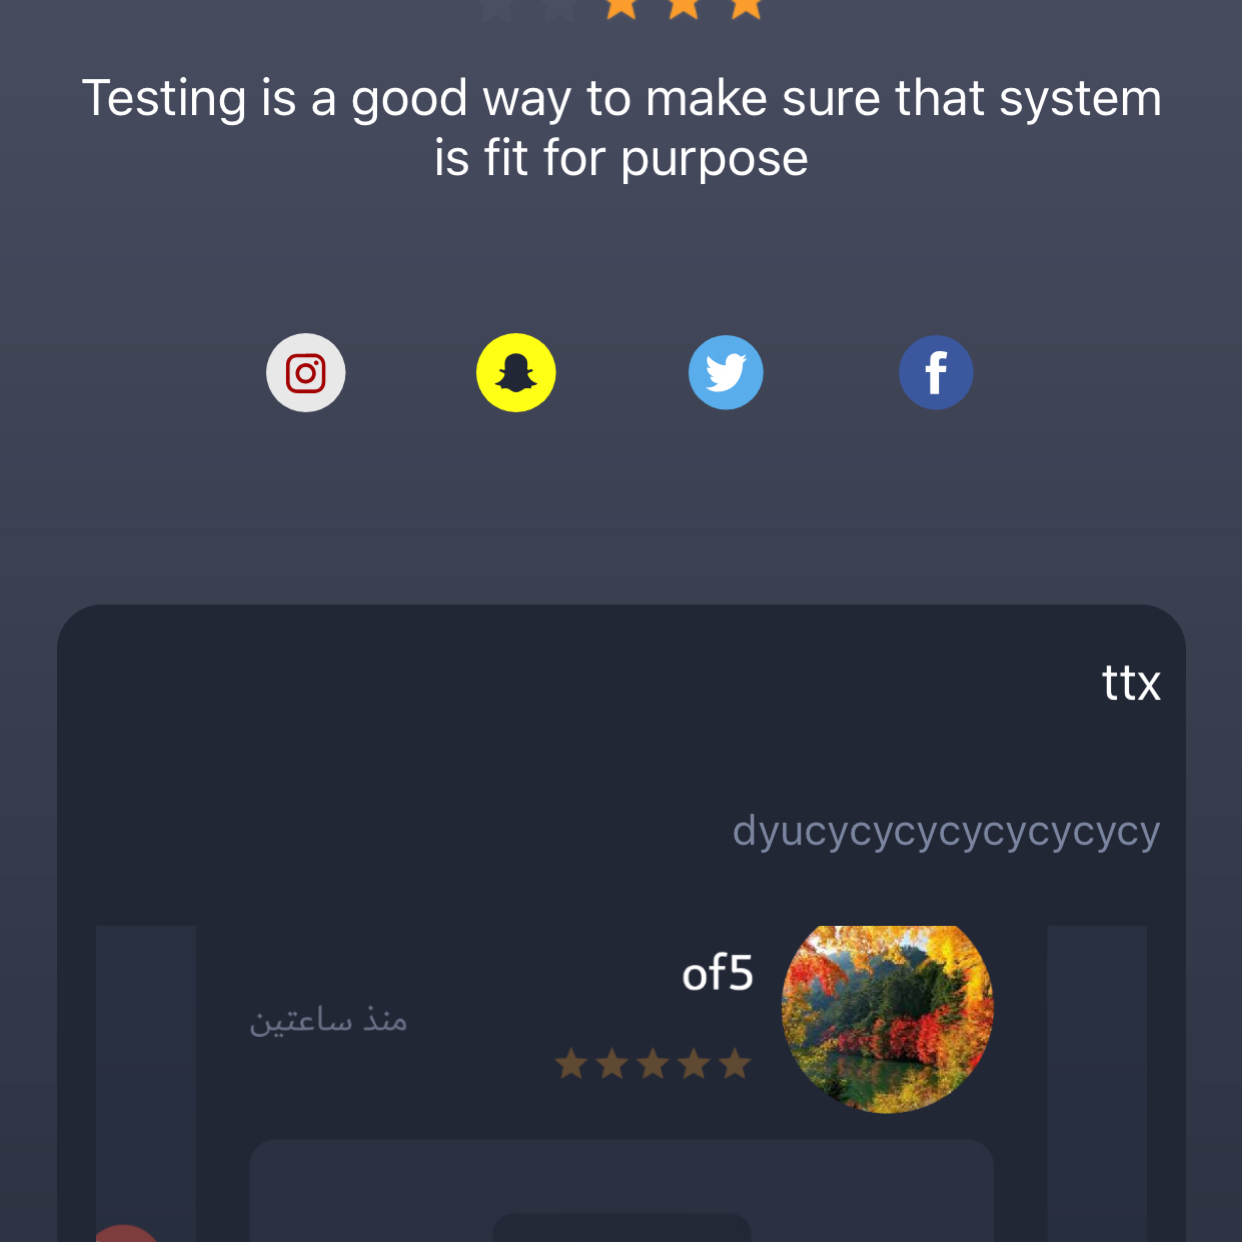 Testing is a good way to make sure that system
is fit for purpose
ttx
dyucycycycycycycycy
of5
منذ ساعتين